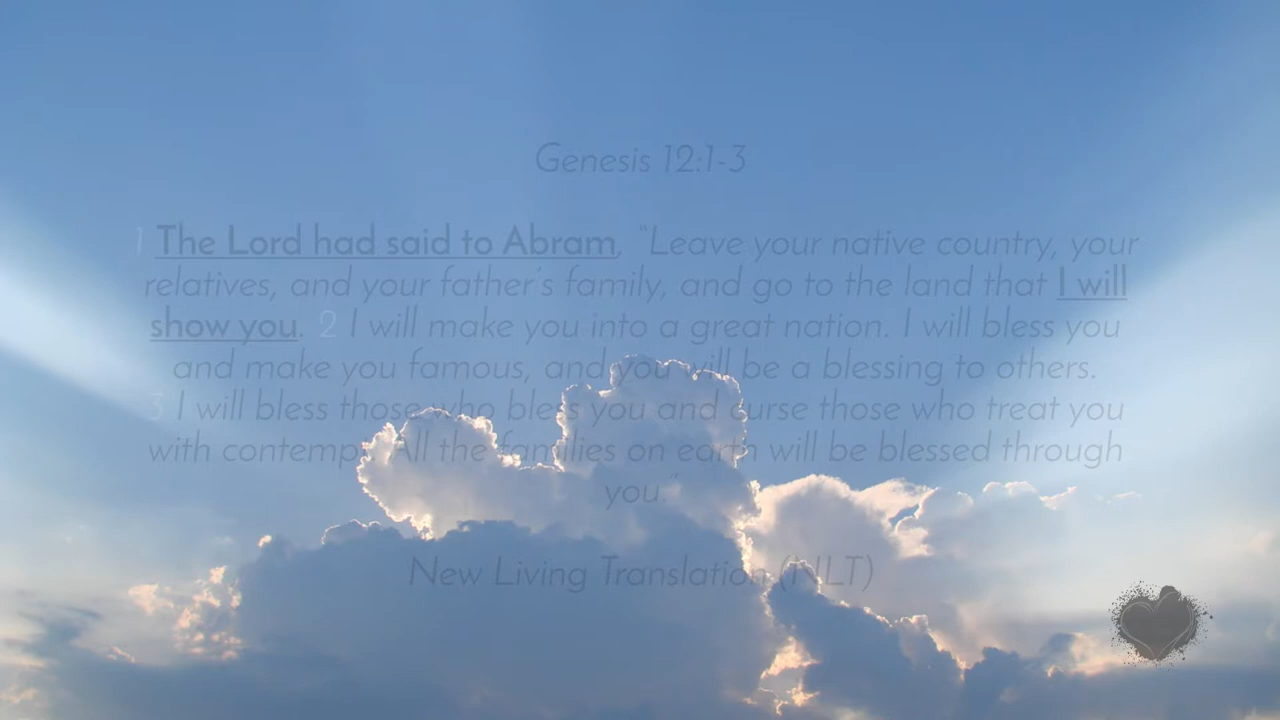 Genesis 12:1-3
1 The Lord had said to Abram, “Leave your native country, your
relatives, and your father's family, and go to the land that I will
show you. 2 I will make you into a great nation. I will bless you
and make you famous, and you will be a blessing to others.
3 I will bless those who bless you and curse those who treat you
with contempt. All the families on earth will be blessed through
you.”
New Living Translation (NLT)